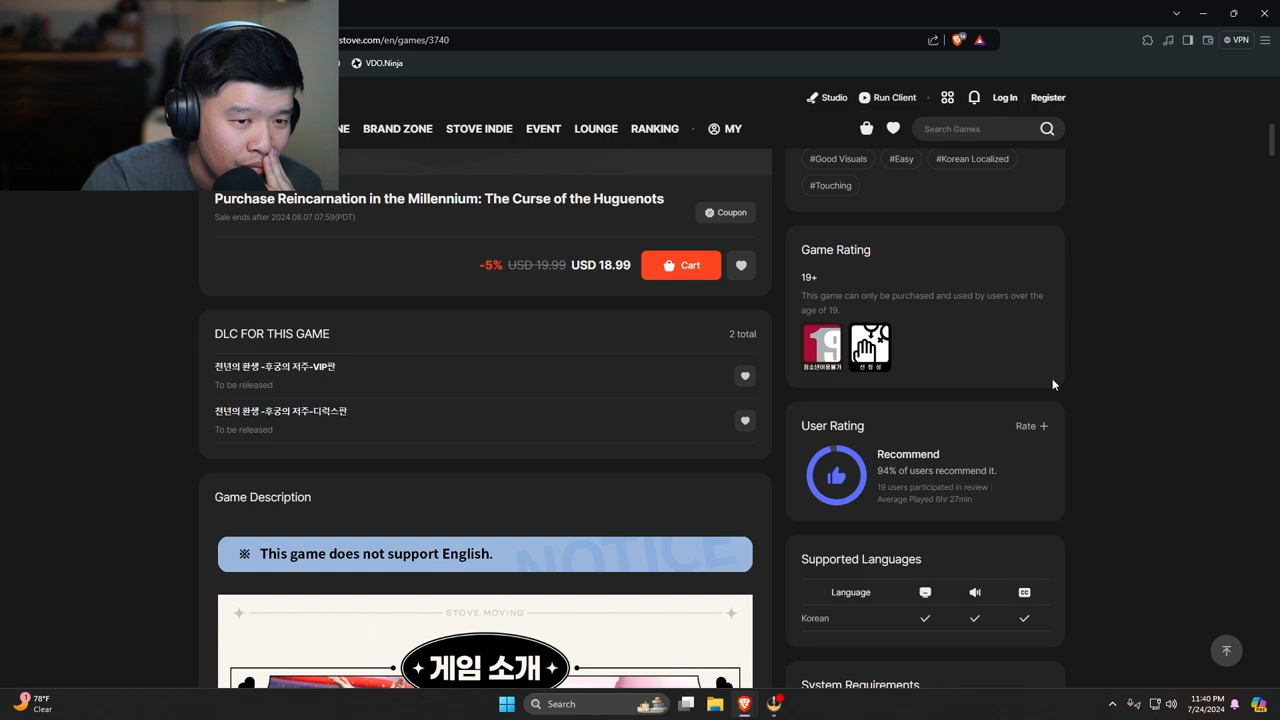 stove.com/en/games/3740
VPN
VDO.Ninja
Studio
Run Client
Log In
Register
NE
BRAND ZONE
STOVE INDIE
EVENT
LOUNGE
RANKING
MY
Search Games
#Good Visuals
#Easy
#Korean Localized
#Touching
Purchase Reincarnation in the Millennium: The Curse of the Huguenots
Sale ends after 2024.08.07 07:59(PDT)
Coupon
-5% USD 19.99 USD 18.99
Cart
DLC FOR THIS GAME
2 total
천년의 환생 -후궁의 저주-VIP판
To be released
천년의 환생 -후궁의 저주-디럭스판
To be released
Game Description
※ This game does not support English.
NOTICE
STOVE MOVING
게임 소개
Game Rating
19+
This game can only be purchased and used by users over the
age of 19.
19
청소년이용불가
선정성
User Rating
Rate
Recommend
94% of users recommend it.
19 users participated in review
Average Played 6hr 27min
Supported Languages
Language
CC
Korean
System Requirements
1
78°F
Clear
Search
11:40 PM
7/24/2024